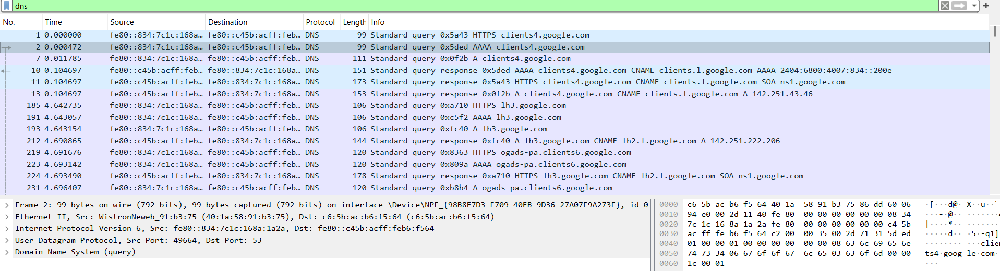 dns
No. Time Source Destination Protocol Length Info
1 0.000000 fe80::834:7c1c:168a… fe80::c45b:acff:feb… DNS 99 Standard query 0x5a43 HTTPS clients4.google.com
2 0.000472 fe80::834:7c1c:168a… fe80::c45b:acff:feb… DNS 99 Standard query 0x5ded AAAA clients4.google.com
7 0.011785 fe80::834:7c1c:168a… fe80::c45b:acff:feb… DNS 111 Standard query 0x0f2b A clients4.google.com
10 0.104697 fe80::c45b:acff:feb… fe80::834:7c1c:168a… DNS 151 Standard query response 0x5ded AAAA clients4.google.com CNAME clients.l.google.com AAAA 2404:6800:4007:834::200e
11 0.104697 fe80::c45b:acff:feb… fe80::834:7c1c:168a… DNS 173 Standard query response 0x5a43 HTTPS clients4.google.com CNAME clients.l.google.com SOA ns1.google.com
13 0.104697 fe80::c45b:acff:feb… fe80::834:7c1c:168a… DNS 153 Standard query response 0x0f2b A clients4.google.com CNAME clients.l.google.com A 142.251.43.46
185 4.642735 fe80::834:7c1c:168a… fe80::c45b:acff:feb… DNS 106 Standard query 0xa710 HTTPS lh3.google.com
191 4.643057 fe80::834:7c1c:168a… fe80::c45b:acff:feb… DNS 106 Standard query 0xc5f2 AAAA lh3.google.com
193 4.643154 fe80::834:7c1c:168a… fe80::c45b:acff:feb… DNS 106 Standard query 0xfc40 A lh3.google.com
212 4.690865 fe80::c45b:acff:feb… fe80::834:7c1c:168a… DNS 144 Standard query response 0xfc40 A lh3.google.com CNAME lh2.l.google.com A 142.251.222.206
219 4.691676 fe80::834:7c1c:168a… fe80::c45b:acff:feb… DNS 120 Standard query 0x8363 HTTPS ogads-pa.clients6.google.com
223 4.693142 fe80::834:7c1c:168a… fe80::c45b:acff:feb… DNS 120 Standard query 0x809a AAAA ogads-pa.clients6.google.com
224 4.693490 fe80::c45b:acff:feb… fe80::834:7c1c:168a… DNS 178 Standard query response 0xa710 HTTPS lh3.google.com CNAME lh2.l.google.com SOA ns1.google.com
231 4.696407 fe80::834:7c1c:168a… fe80::c45b:acff:feb… DNS 120 Standard query 0xb8b4 A ogads-pa.clients6.google.com
Frame 2: 99 bytes on wire (792 bits), 99 bytes captured (792 bits) on interface \Device\NPF_{98B8E7D3-F709-40EB-9D36-27A07F9A273F}, id 0
Ethernet II, Src: WistronNeweb_91:b3:75 (40:1a:58:91:b3:75), Dst: c6:5b:ac:b6:f5:64 (c6:5b:ac:b6:f5:64)
Internet Protocol Version 6, Src: fe80::834:7c1c:168a:1a2a, Dst: fe80::c45b:acff:feb6:f564
User Datagram Protocol, Src Port: 49664, Dst Port: 53
Domain Name System (query)
0000 c6 5b ac b6 f5 64 40 1a 58 91 b3 75 86 dd 60 06 ·[···d@· X··u··`
0010 94 e0 00 2d 11 40 fe 80 00 00 00 00 00 00 08 34 ···-·@·· ·······4
0020 7c 1c 16 8a 1a 2a fe 80 00 00 00 00 00 00 c4 5b |····*·· ·······
0030 ac ff fe b6 f5 64 c2 00 00 35 00 2d 71 31 5d ed ·····d·· ·5·-q1]
0040 01 00 00 01 00 00 00 00 00 00 08 63 6c 69 65 6e ········ ···clie
0050 74 73 34 06 67 6f 6f 67 6c 65 03 63 6f 6d 00 00 ts4·goog le·com··
0060 1c 00 01 ···